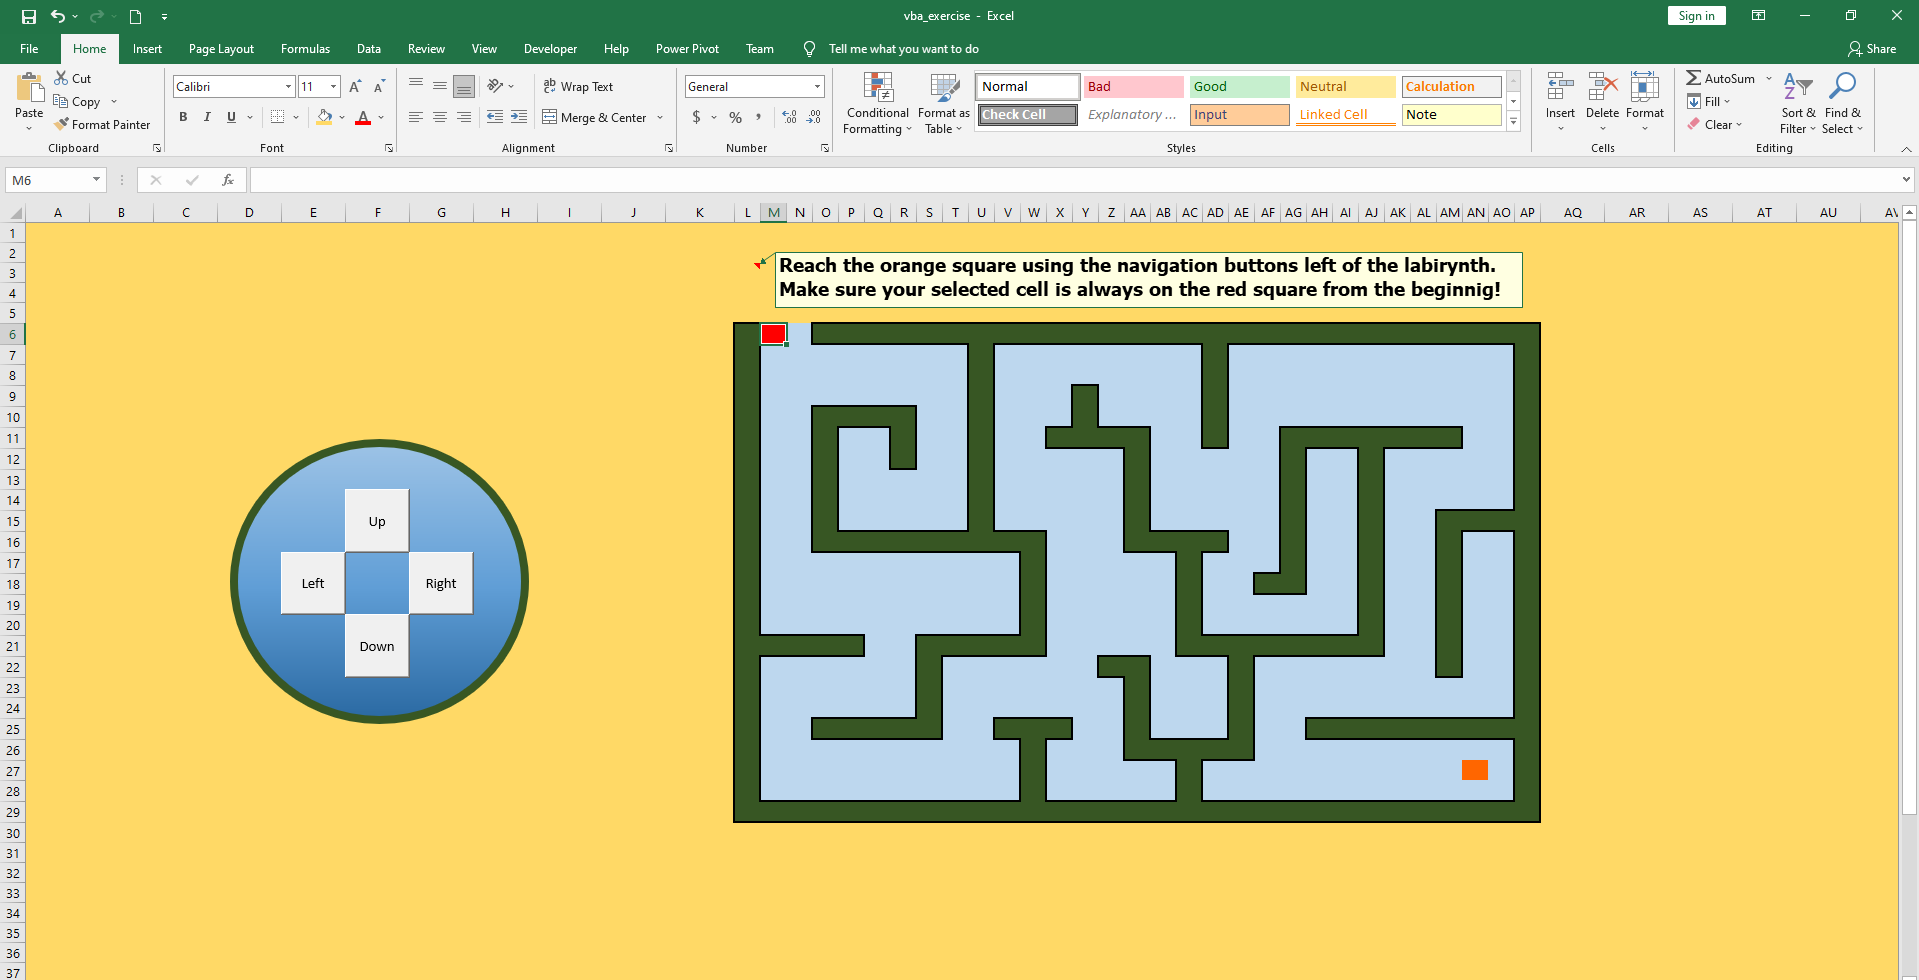 vba_exercise - Excel
Sign in
File Home Insert Page Layout Formulas Data Review View Developer Help Power Pivot Team Tell me what you want to do Share
Paste
Cut
Copy
Format Painter
Clipboard
Calibri 11
B I U
Font
Wrap Text
Merge & Center
Alignment
General
$ % ,
Number
Conditional
Formatting
Format as
Table
Normal Bad Good Neutral Calculation
Check Cell Explanatory ... Input Linked Cell Note
Styles
Insert Delete Format
Cells
AutoSum
Fill
Clear
Sort &
Filter
Find &
Select
Editing
M6
fx
A B C D E F G H I J K L M N O P Q R S T U V W X Y Z AA AB AC AD AE AF AG AH AI AJ AK AL AM AN AO AP AQ AR AS AT AU AV
1
2
3
4
5
6
7
8
9
10
11
12
13
14
15
16
17
18
19
20
21
22
23
24
25
26
27
28
29
30
31
32
33
34
35
36
37
Reach the orange square using the navigation buttons left of the labirynth.
Make sure your selected cell is always on the red square from the beginnig!
Up
Left Right
Down